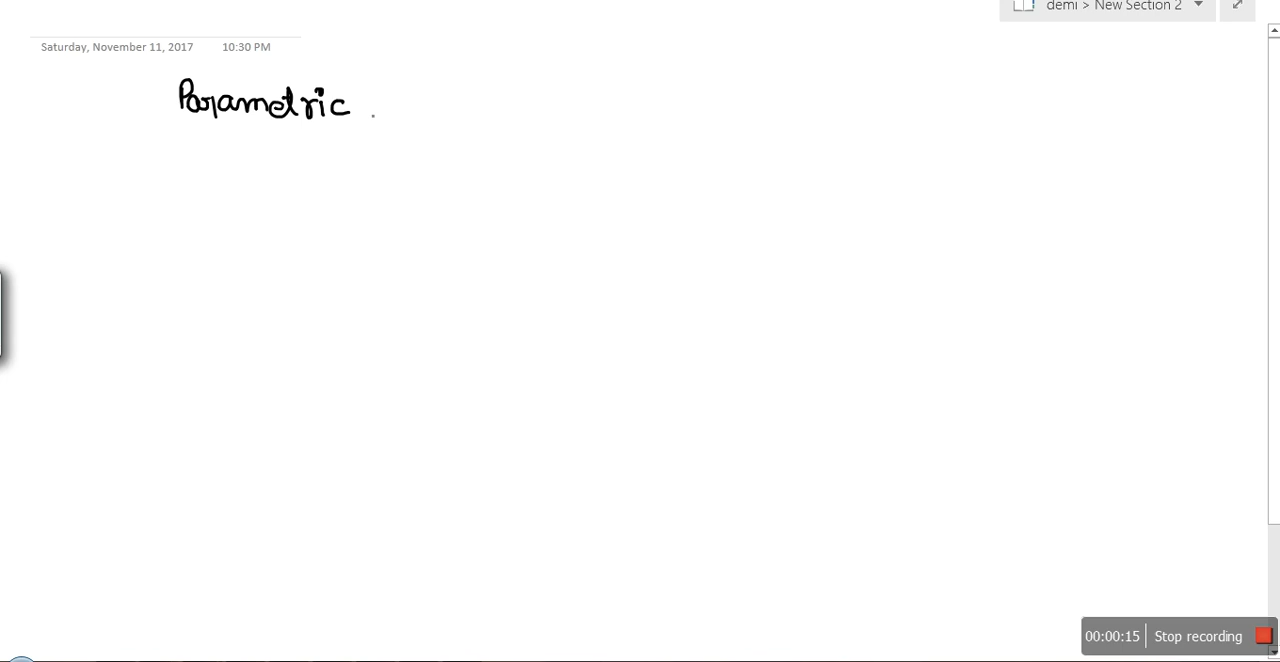 demi > New Section 2
Saturday, November 11, 2017 10:30 PM
Parametric
00:00:15 Stop recording